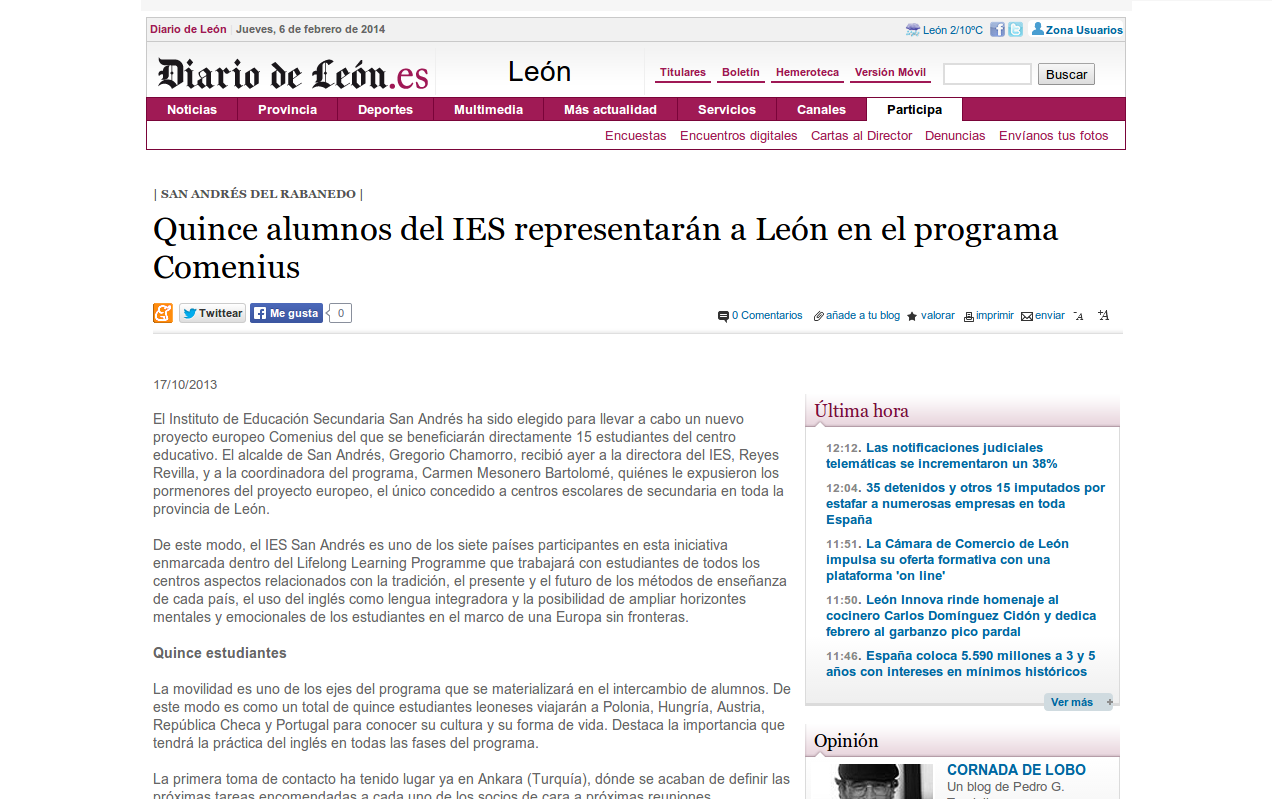 Diario de León | Jueves, 6 de febrero de 2014
León 2/10ºC
Zona Usuarios
Diario de León.es
León
Titulares Boletín Hemeroteca Versión Móvil
Buscar
Noticias Provincia Deportes Multimedia Más actualidad Servicios Canales Participa
Encuestas Encuentros digitales Cartas al Director Denuncias Envíanos tus fotos
| SAN ANDRÉS DEL RABANEDO |
Quince alumnos del IES representarán a León en el programa
Comenius
Twittear Me gusta 0
0 Comentarios añade a tu blog valorar imprimir enviar -A +A
17/10/2013
El Instituto de Educación Secundaria San Andrés ha sido elegido para llevar a cabo un nuevo
proyecto europeo Comenius del que se beneficiarán directamente 15 estudiantes del centro
educativo. El alcalde de San Andrés, Gregorio Chamorro, recibió ayer a la directora del IES, Reyes
Revilla, y a la coordinadora del programa, Carmen Mesonero Bartolomé, quiénes le expusieron los
pormenores del proyecto europeo, el único concedido a centros escolares de secundaria en toda la
provincia de León.
De este modo, el IES San Andrés es uno de los siete países participantes en esta iniciativa
enmarcada dentro del Lifelong Learning Programme que trabajará con estudiantes de todos los
centros aspectos relacionados con la tradición, el presente y el futuro de los métodos de enseñanza
de cada país, el uso del inglés como lengua integradora y la posibilidad de ampliar horizontes
mentales y emocionales de los estudiantes en el marco de una Europa sin fronteras.
Quince estudiantes
La movilidad es uno de los ejes del programa que se materializará en el intercambio de alumnos. De
este modo es como un total de quince estudiantes leoneses viajarán a Polonia, Hungría, Austria,
República Checa y Portugal para conocer su cultura y su forma de vida. Destaca la importancia que
tendrá la práctica del inglés en todas las fases del programa.
La primera toma de contacto ha tenido lugar ya en Ankara (Turquía), dónde se acaban de definir las
próximas tareas encomendadas a cada uno de los socios de cara a próximas reuniones.
Última hora
12:12. Las notificaciones judiciales
telemáticas se incrementaron un 38%
12:04. 35 detenidos y otros 15 imputados por
estafar a numerosas empresas en toda
España
11:51. La Cámara de Comercio de León
impulsa su oferta formativa con una
plataforma 'on line'
11:50. León Innova rinde homenaje al
cocinero Carlos Domínguez Cidón y dedica
febrero al garbanzo pico pardal
11:46. España coloca 5.590 millones a 3 y 5
años con intereses en mínimos históricos
Ver más +
Opinión
CORNADA DE LOBO
Un blog de Pedro G.